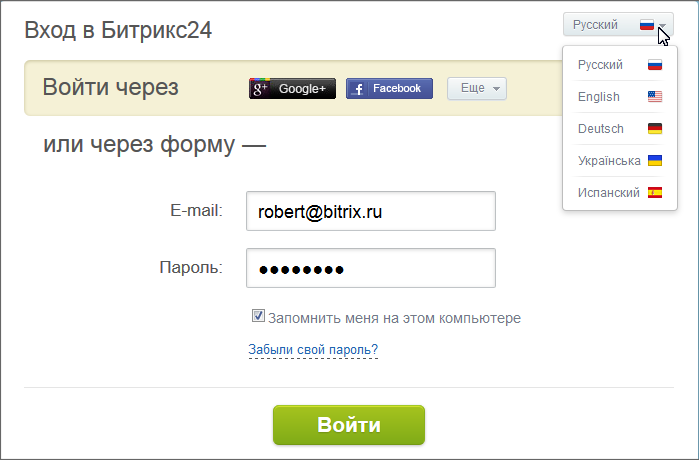 Вход в Битрикс24
Русский
Войти через
g+ Google+
f Facebook
Еще
Русский
English
Deutsch
Українська
Испанский
или через форму —
E-mail:
robert@bitrix.ru
Пароль:
●●●●●●●●
Запомнить меня на этом компьютере
Забыли свой пароль?
Войти